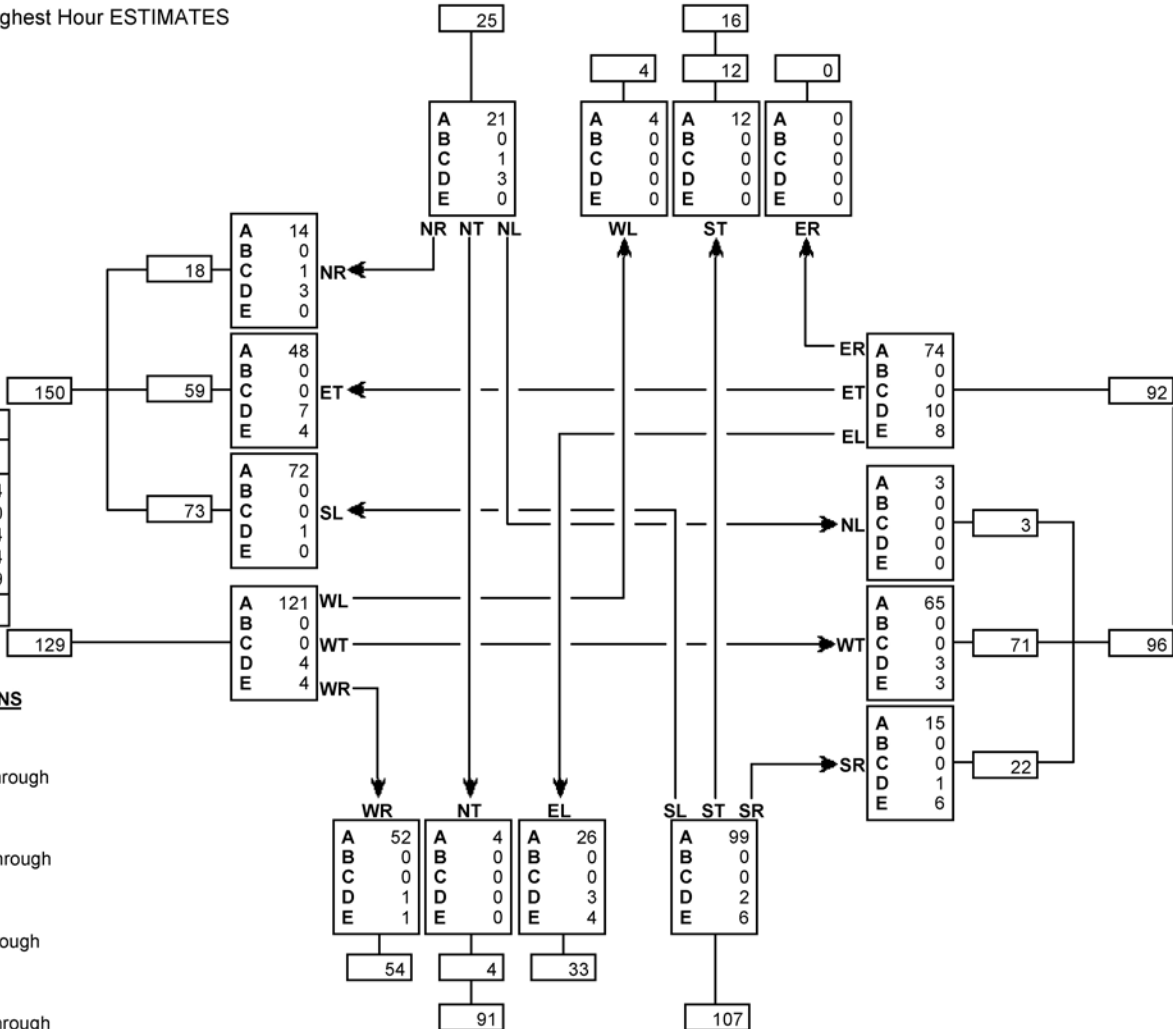 ghest Hour ESTIMATES
25
16
4
12
0
A 21
B 0
C 1
D 3
E 0
A 4
B 0
C 0
D 0
E 0
A 12
B 0
C 0
D 0
E 0
A 0
B 0
C 0
D 0
E 0
NR NT NL
WL
ST
ER
18
A 14
B 0
C 1
D 3
E 0
NR
150
59
A 48
B 0
C 0
D 7
E 4
ET
73
A 72
B 0
C 0
D 1
E 0
SL
129
A 121
B 0
C 0
D 4
E 4
WL
WT
WR
ER
ET
EL
A 74
B 0
C 0
D 10
E 8
92
NL
A 3
B 0
C 0
D 0
E 0
3
WT
A 65
B 0
C 0
D 3
E 3
71
96
SR
A 15
B 0
C 0
D 1
E 6
22
NS
rough
rough
ough
rough
WR
NT
EL
SL ST SR
A 52
B 0
C 0
D 1
E 1
A 4
B 0
C 0
D 0
E 0
A 26
B 0
C 0
D 3
E 4
A 99
B 0
C 0
D 2
E 6
54
4
33
91
107